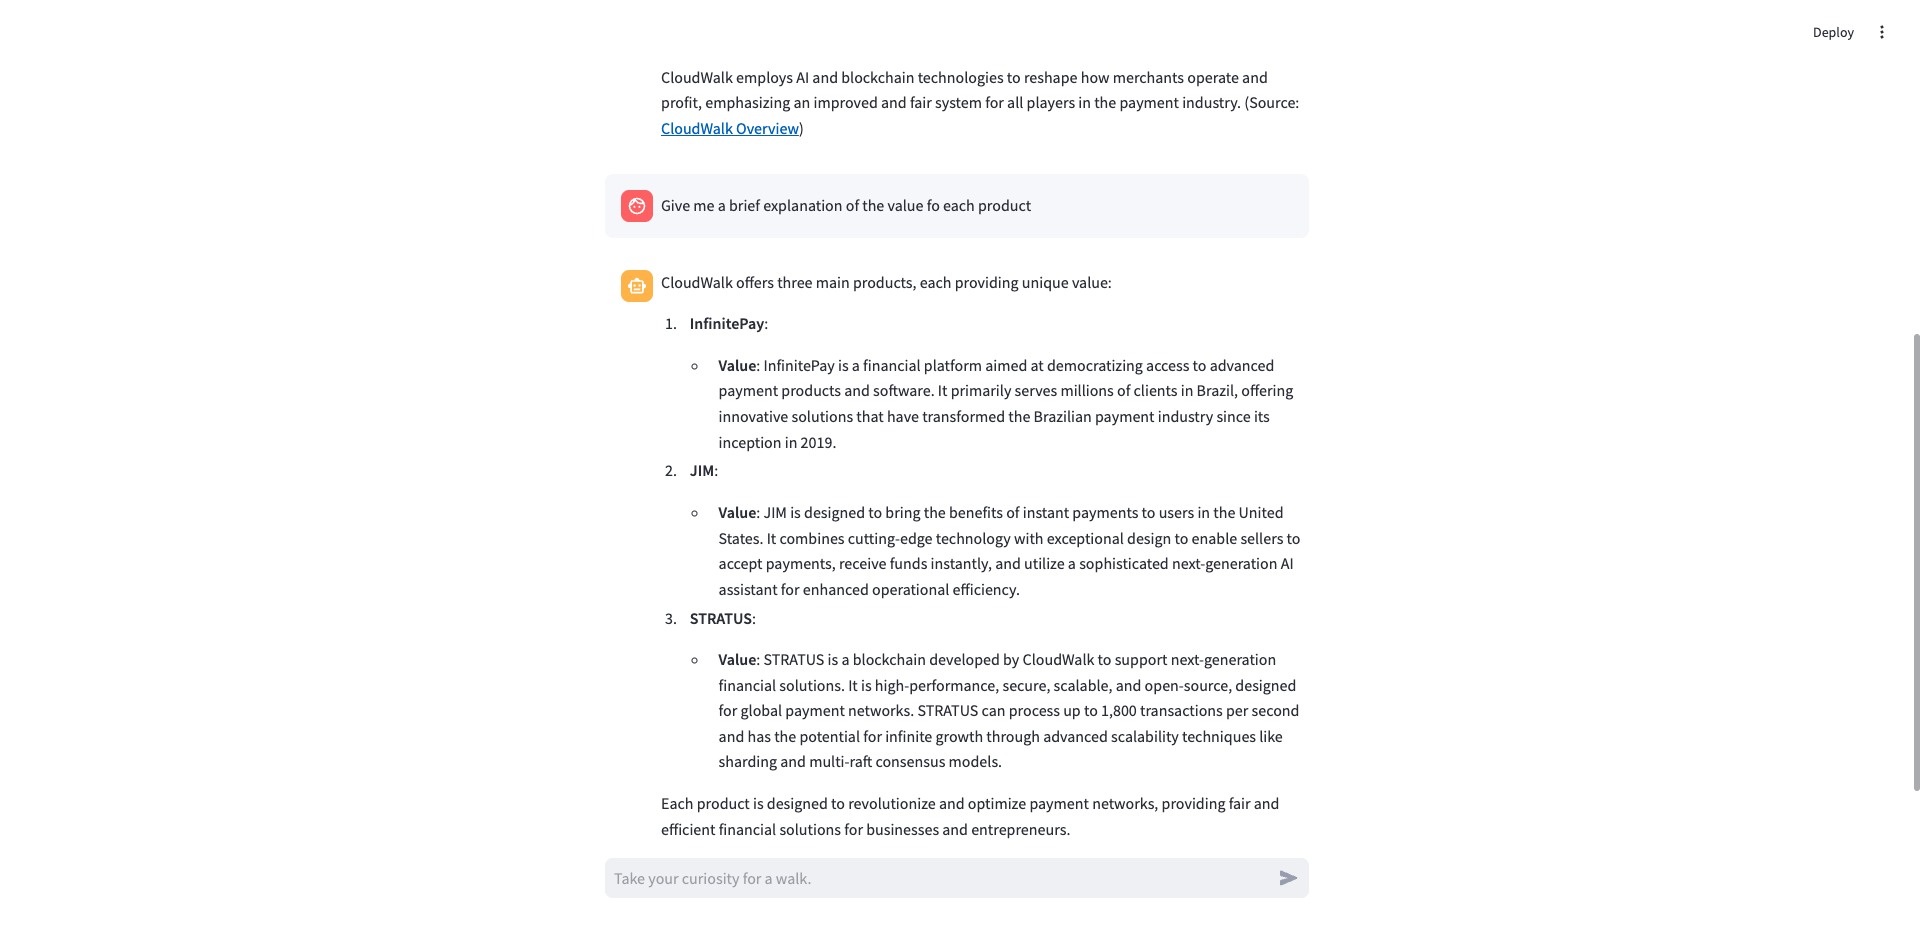 Deploy
CloudWalk employs AI and blockchain technologies to reshape how merchants operate and
profit, emphasizing an improved and fair system for all players in the payment industry. (Source:
CloudWalk Overview)
Give me a brief explanation of the value fo each product
CloudWalk offers three main products, each providing unique value:
1. InfinitePay:
Value: InfinitePay is a financial platform aimed at democratizing access to advanced
payment products and software. It primarily serves millions of clients in Brazil, offering
innovative solutions that have transformed the Brazilian payment industry since its
inception in 2019.
2. JIM:
Value: JIM is designed to bring the benefits of instant payments to users in the United
States. It combines cutting-edge technology with exceptional design to enable sellers to
accept payments, receive funds instantly, and utilize a sophisticated next-generation AI
assistant for enhanced operational efficiency.
3. STRATUS:
Value: STRATUS is a blockchain developed by CloudWalk to support next-generation
financial solutions. It is high-performance, secure, scalable, and open-source, designed
for global payment networks. STRATUS can process up to 1,800 transactions per second
and has the potential for infinite growth through advanced scalability techniques like
sharding and multi-raft consensus models.
Each product is designed to revolutionize and optimize payment networks, providing fair and
efficient financial solutions for businesses and entrepreneurs.
Take your curiosity for a walk.